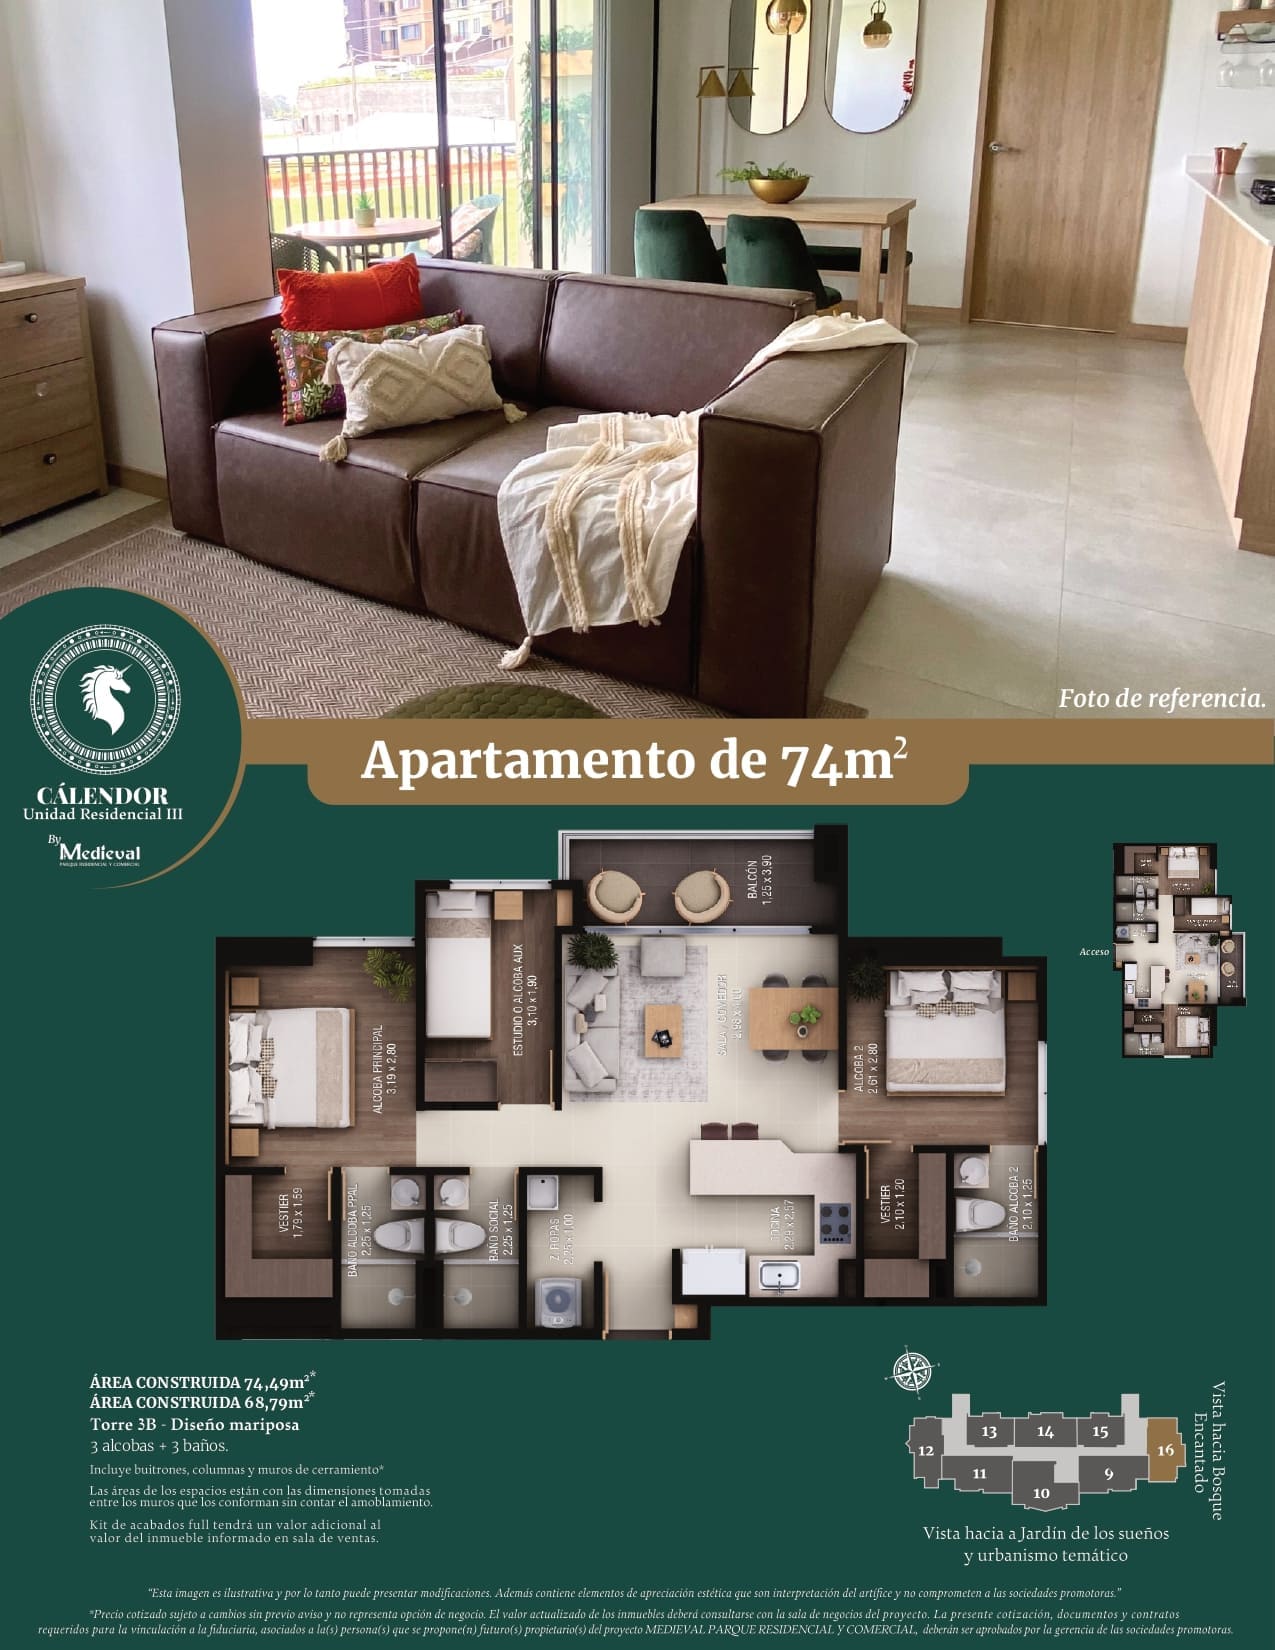 Foto de referencia.
Apartamento de 74m²
CÁLENDOR
Unidad Residencial III
By
Medieval
PARQUE RESIDENCIAL Y COMERCIAL
BALCÓN
1,25 x 3,90
ESTUDIO O ALCOBA AUX
3,10 x 1,90
SALA / COMEDOR
ALCOBA PRINCIPAL
3,19 x 2,80
ALCOBA 2
2,61 x 2,80
VESTIER
1,79 x 1,59
BAÑO ALCOBA PPAL
2,25 x 1,25
BAÑO SOCIAL
2,25 x 1,25
Z. ROPAS
2,25 x 1,00
COCINA
2,29 x 2,57
VESTIER
2,10 x 1,20
BAÑO ALCOBA 2
2,10 x 1,25
Acceso
ÁREA CONSTRUIDA 74,49m²*
ÁREA CONSTRUIDA 68,79m²*
Torre 3B - Diseño mariposa
3 alcobas + 3 baños.
Incluye buitrones, columnas y muros de cerramiento*
Las áreas de los espacios están con las dimensiones tomadas
entre los muros que los conforman sin contar el amoblamiento.
Kit de acabados full tendrá un valor adicional al
valor del inmueble informado en sala de ventas.
12
13
14
15
16
11
10
9
Vista hacia Bosque
Encantado
Vista hacia a Jardín de los sueños
y urbanismo temático
“Esta imagen es ilustrativa y por lo tanto puede presentar modificaciones. Además contiene elementos de apreciación estética que son interpretación del artífice y no comprometen a las sociedades promotoras.”
*Precio cotizado sujeto a cambios sin previo aviso y no representa opción de negocio. El valor actualizado de los inmuebles deberá consultarse con la sala de negocios del proyecto. La presente cotización, documentos y contratos
requeridos para la vinculación a la fiduciaria, asociados a la(s) persona(s) que se propone(n) futuro(s) propietario(s) del proyecto MEDIEVAL PARQUE RESIDENCIAL Y COMERCIAL, deberán ser aprobados por la gerencia de las sociedades promotoras.